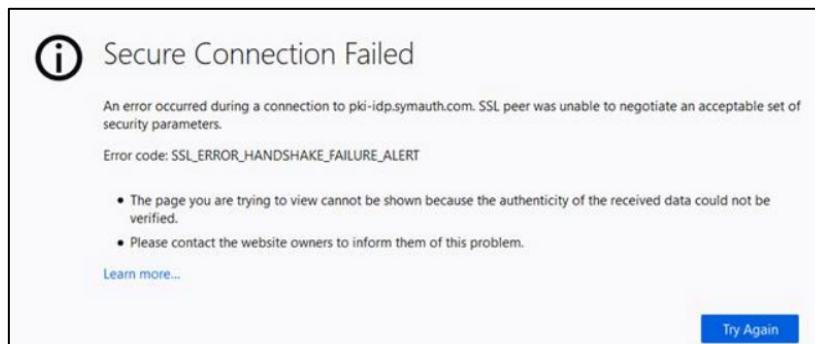 Secure Connection Failed
An error occurred during a connection to pki-idp.symauth.com. SSL peer was unable to negotiate an acceptable set of
security parameters.
Error code: SSL_ERROR_HANDSHAKE_FAILURE_ALERT
• The page you are trying to view cannot be shown because the authenticity of the received data could not be
verified.
• Please contact the website owners to inform them of this problem.
Learn more...
Try Again